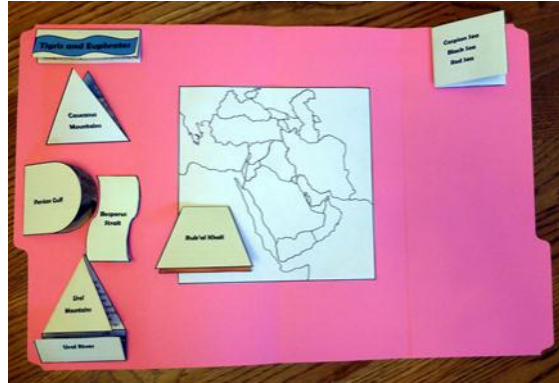 Tigris and Euphrates
Caspian Sea
Black Sea
Red Sea
Caucasus
Mountains
Persian Gulf
Bosporus
Strait
Rub'al Khali
Ural
Mountains
Ural River